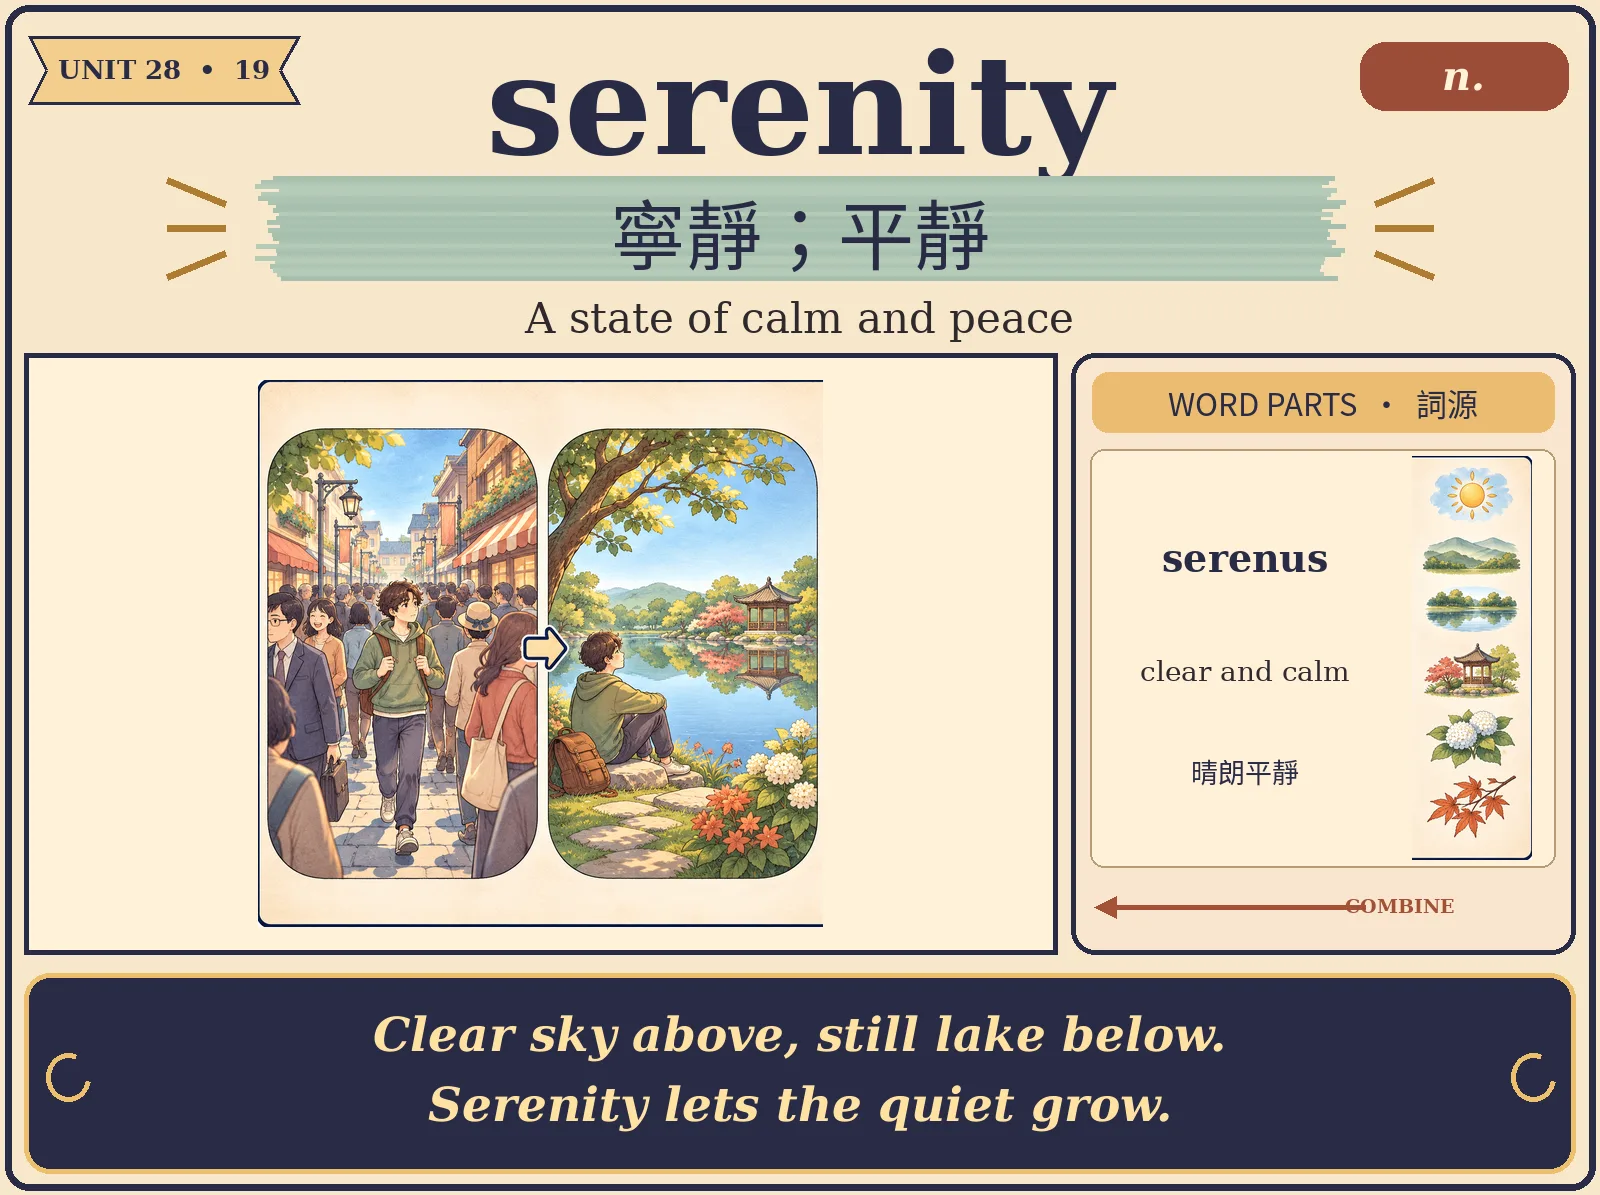 UNIT 28 • 19
serenity
n.
寧靜；平靜
A state of calm and peace
WORD PARTS ・ 詞源
serenus
clear and calm
晴朗平靜
COMBINE
Clear sky above, still lake below.
Serenity lets the quiet grow.